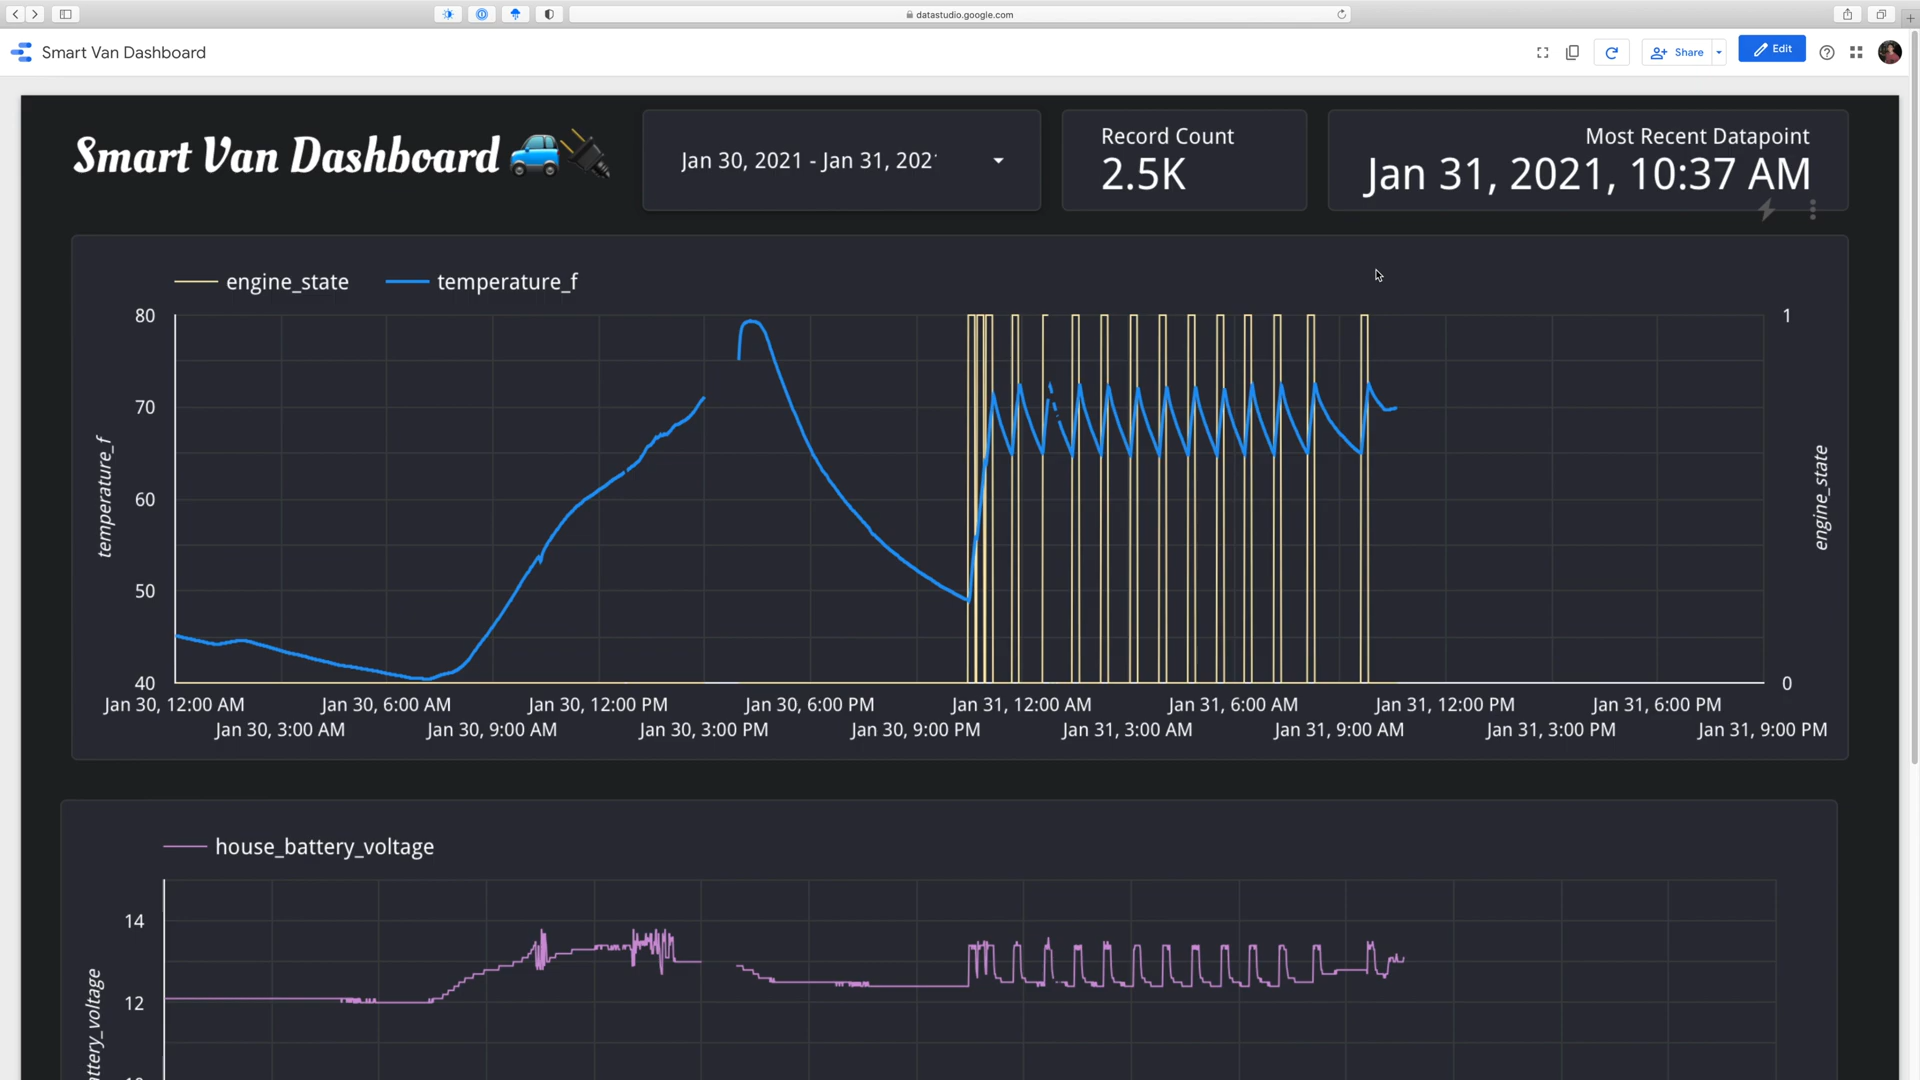 datastudio.google.com
Smart Van Dashboard
Share
Edit
Smart Van Dashboard
Jan 30, 2021 - Jan 31, 202
Record Count
2.5K
Most Recent Datapoint
Jan 31, 2021, 10:37 AM
engine_state
temperature_f
80
70
60
50
40
temperature_f
1
0
engine_state
Jan 30, 12:00 AM
Jan 30, 3:00 AM
Jan 30, 6:00 AM
Jan 30, 9:00 AM
Jan 30, 12:00 PM
Jan 30, 3:00 PM
Jan 30, 6:00 PM
Jan 30, 9:00 PM
Jan 31, 12:00 AM
Jan 31, 3:00 AM
Jan 31, 6:00 AM
Jan 31, 9:00 AM
Jan 31, 12:00 PM
Jan 31, 3:00 PM
Jan 31, 6:00 PM
Jan 31, 9:00 PM
house_battery_voltage
14
12
attery_voltage